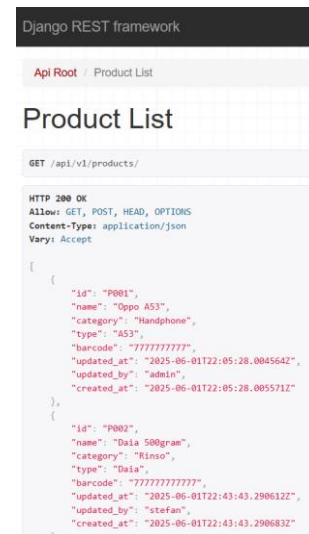 Django REST framework
Api Root / Product List
Product List
GET /api/v1/products/
HTTP 200 OK
Allow: GET, POST, HEAD, OPTIONS
Content-Type: application/json
Vary: Accept
[
{
"id": "P001",
"name": "Oppo A53",
"category": "Handphone",
"type": "A53",
"barcode": "7777777777",
"updated_at": "2025-06-01T22:05:28.004564Z",
"updated_by": "admin",
"created_at": "2025-06-01T22:05:28.005571Z"
},
{
"id": "P002",
"name": "Daia 500gram",
"category": "Rinso",
"type": "Daia",
"barcode": "777777777777",
"updated_at": "2025-06-01T22:43:43.290612Z",
"updated_by": "stefan",
"created_at": "2025-06-01T22:43:43.290683Z"